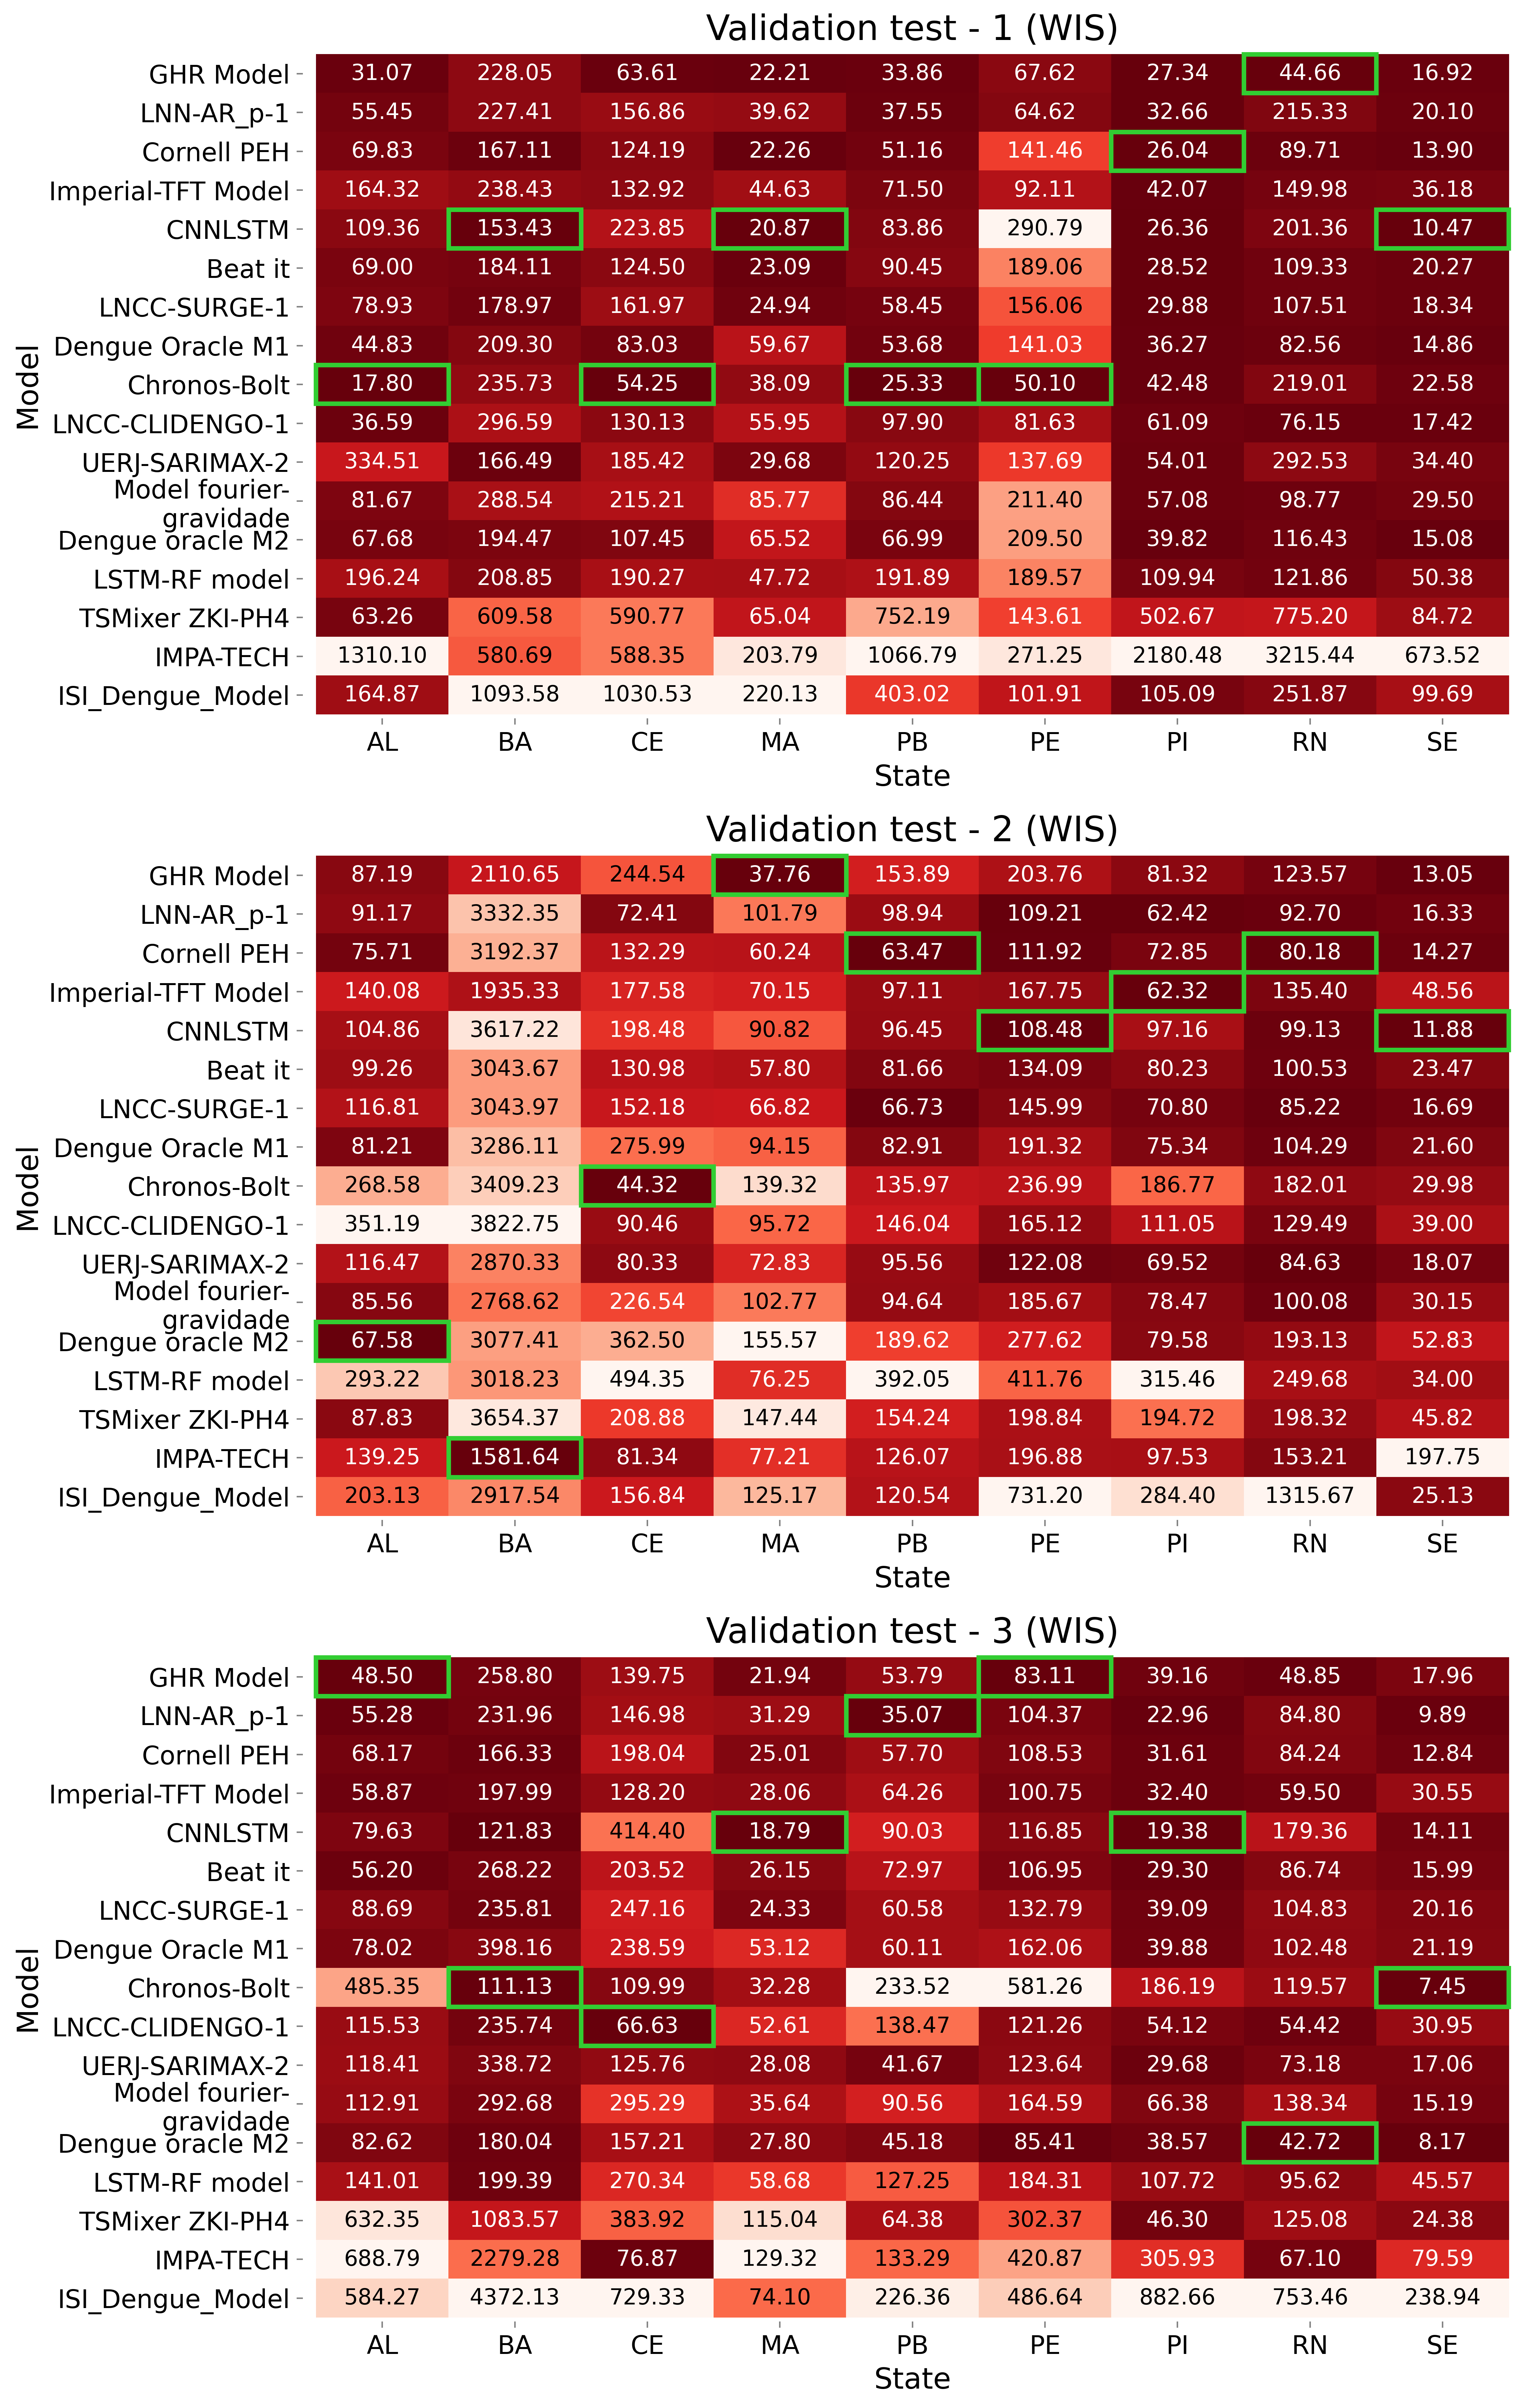 Validation test - 1 (WIS)
Model
GHR Model 31.07 228.05 63.61 22.21 33.86 67.62 27.34 44.66 16.92
LNN-AR_p-1 55.45 227.41 156.86 39.62 37.55 64.62 32.66 215.33 20.10
Cornell PEH 69.83 167.11 124.19 22.26 51.16 141.46 26.04 89.71 13.90
Imperial-TFT Model 164.32 238.43 132.92 44.63 71.50 92.11 42.07 149.98 36.18
CNNLSTM 109.36 153.43 223.85 20.87 83.86 290.79 26.36 201.36 10.47
Beat it 69.00 184.11 124.50 23.09 90.45 189.06 28.52 109.33 20.27
LNCC-SURGE-1 78.93 178.97 161.97 24.94 58.45 156.06 29.88 107.51 18.34
Dengue Oracle M1 44.83 209.30 83.03 59.67 53.68 141.03 36.27 82.56 14.86
Chronos-Bolt 17.80 235.73 54.25 38.09 25.33 50.10 42.48 219.01 22.58
LNCC-CLIDENGO-1 36.59 296.59 130.13 55.95 97.90 81.63 61.09 76.15 17.42
UERJ-SARIMAX-2 334.51 166.49 185.42 29.68 120.25 137.69 54.01 292.53 34.40
Model fourier-
gravidade 81.67 288.54 215.21 85.77 86.44 211.40 57.08 98.77 29.50
Dengue oracle M2 67.68 194.47 107.45 65.52 66.99 209.50 39.82 116.43 15.08
LSTM-RF model 196.24 208.85 190.27 47.72 191.89 189.57 109.94 121.86 50.38
TSMixer ZKI-PH4 63.26 609.58 590.77 65.04 752.19 143.61 502.67 775.20 84.72
IMPA-TECH 1310.10 580.69 588.35 203.79 1066.79 271.25 2180.48 3215.44 673.52
ISI_Dengue_Model 164.87 1093.58 1030.53 220.13 403.02 101.91 105.09 251.87 99.69
AL BA CE MA PB PE PI RN SE
State
Validation test - 2 (WIS)
Model
GHR Model 87.19 2110.65 244.54 37.76 153.89 203.76 81.32 123.57 13.05
LNN-AR_p-1 91.17 3332.35 72.41 101.79 98.94 109.21 62.42 92.70 16.33
Cornell PEH 75.71 3192.37 132.29 60.24 63.47 111.92 72.85 80.18 14.27
Imperial-TFT Model 140.08 1935.33 177.58 70.15 97.11 167.75 62.32 135.40 48.56
CNNLSTM 104.86 3617.22 198.48 90.82 96.45 108.48 97.16 99.13 11.88
Beat it 99.26 3043.67 130.98 57.80 81.66 134.09 80.23 100.53 23.47
LNCC-SURGE-1 116.81 3043.97 152.18 66.82 66.73 145.99 70.80 85.22 16.69
Dengue Oracle M1 81.21 3286.11 275.99 94.15 82.91 191.32 75.34 104.29 21.60
Chronos-Bolt 268.58 3409.23 44.32 139.32 135.97 236.99 186.77 182.01 29.98
LNCC-CLIDENGO-1 351.19 3822.75 90.46 95.72 146.04 165.12 111.05 129.49 39.00
UERJ-SARIMAX-2 116.47 2870.33 80.33 72.83 95.56 122.08 69.52 84.63 18.07
Model fourier-
gravidade 85.56 2768.62 226.54 102.77 94.64 185.67 78.47 100.08 30.15
Dengue oracle M2 67.58 3077.41 362.50 155.57 189.62 277.62 79.58 193.13 52.83
LSTM-RF model 293.22 3018.23 494.35 76.25 392.05 411.76 315.46 249.68 34.00
TSMixer ZKI-PH4 87.83 3654.37 208.88 147.44 154.24 198.84 194.72 198.32 45.82
IMPA-TECH 139.25 1581.64 81.34 77.21 126.07 196.88 97.53 153.21 197.75
ISI_Dengue_Model 203.13 2917.54 156.84 125.17 120.54 731.20 284.40 1315.67 25.13
AL BA CE MA PB PE PI RN SE
State
Validation test - 3 (WIS)
Model
GHR Model 48.50 258.80 139.75 21.94 53.79 83.11 39.16 48.85 17.96
LNN-AR_p-1 55.28 231.96 146.98 31.29 35.07 104.37 22.96 84.80 9.89
Cornell PEH 68.17 166.33 198.04 25.01 57.70 108.53 31.61 84.24 12.84
Imperial-TFT Model 58.87 197.99 128.20 28.06 64.26 100.75 32.40 59.50 30.55
CNNLSTM 79.63 121.83 414.40 18.79 90.03 116.85 19.38 179.36 14.11
Beat it 56.20 268.22 203.52 26.15 72.97 106.95 29.30 86.74 15.99
LNCC-SURGE-1 88.69 235.81 247.16 24.33 60.58 132.79 39.09 104.83 20.16
Dengue Oracle M1 78.02 398.16 238.59 53.12 60.11 162.06 39.88 102.48 21.19
Chronos-Bolt 485.35 111.13 109.99 32.28 233.52 581.26 186.19 119.57 7.45
LNCC-CLIDENGO-1 115.53 235.74 66.63 52.61 138.47 121.26 54.12 54.42 30.95
UERJ-SARIMAX-2 118.41 338.72 125.76 28.08 41.67 123.64 29.68 73.18 17.06
Model fourier-
gravidade 112.91 292.68 295.29 35.64 90.56 164.59 66.38 138.34 15.19
Dengue oracle M2 82.62 180.04 157.21 27.80 45.18 85.41 38.57 42.72 8.17
LSTM-RF model 141.01 199.39 270.34 58.68 127.25 184.31 107.72 95.62 45.57
TSMixer ZKI-PH4 632.35 1083.57 383.92 115.04 64.38 302.37 46.30 125.08 24.38
IMPA-TECH 688.79 2279.28 76.87 129.32 133.29 420.87 305.93 67.10 79.59
ISI_Dengue_Model 584.27 4372.13 729.33 74.10 226.36 486.64 882.66 753.46 238.94
AL BA CE MA PB PE PI RN SE
State